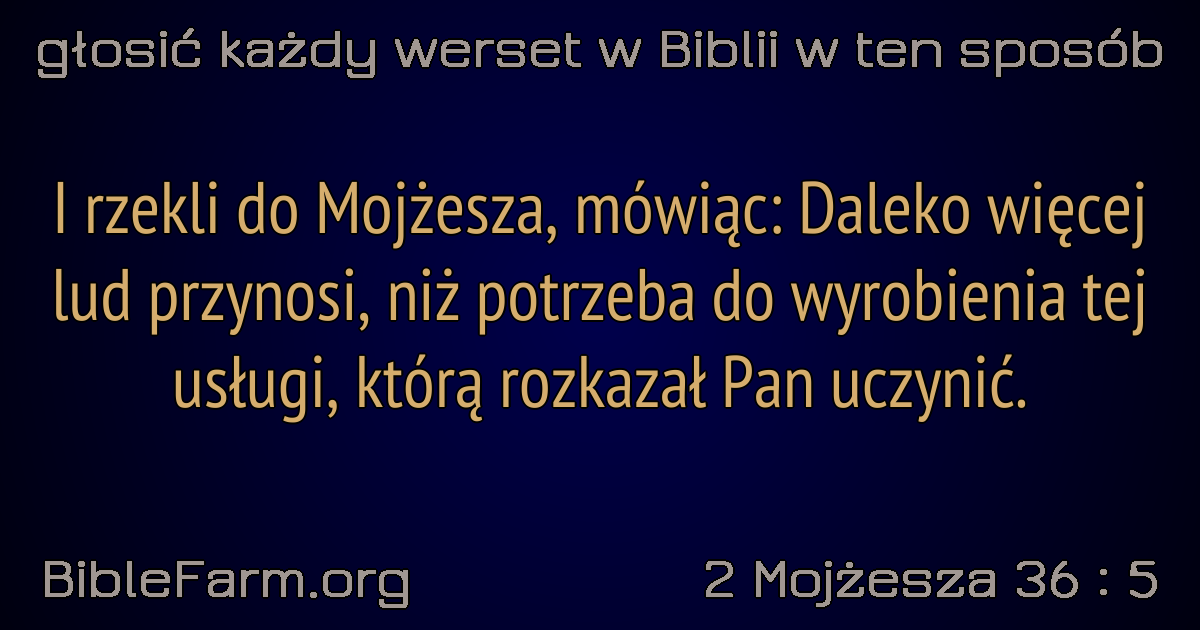 głosić każdy werset w Biblii w ten sposób
I rzekli do Mojżesza, mówiąc: Daleko więcej
lud przynosi, niż potrzeba do wyrobienia tej
usługi, którą rozkazał Pan uczynić.
BibleFarm.org
2 Mojżesza 36 : 5